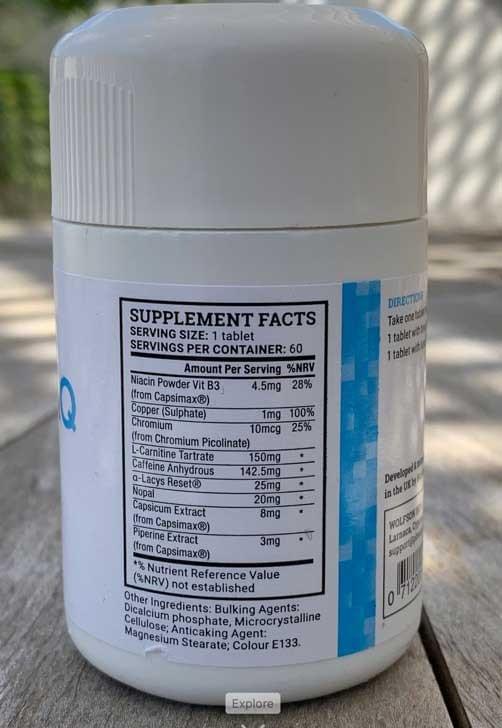 Q
SUPPLEMENT FACTS
SERVING SIZE: 1 tablet
SERVINGS PER CONTAINER: 60
Amount Per Serving %NRV
Niacin Powder Vit B3 4.5mg 28%
(from Capsimax®)
Copper (Sulphate) 1mg 100%
Chromium 10mcg 25%
(from Chromium Picolinate)
L-Carnitine Tartrate 150mg *
Caffeine Anhydrous 142.5mg *
α-Lacys Reset® 25mg *
Nopal 20mg *
Capsicum Extract 8mg *
(from Capsimax®)
Piperine Extract 3mg *
(from Capsimax®)
*% Nutrient Reference Value
(%NRV) not established
Other Ingredients: Bulking Agents:
Dicalcium phosphate, Microcrystalline
Cellulose; Anticaking Agent:
Magnesium Stearate; Colour E133.
Take one
1 tablet with
1 tablet with
Developed
in the UK
WOLFSON
Larnaca,
0
Explore